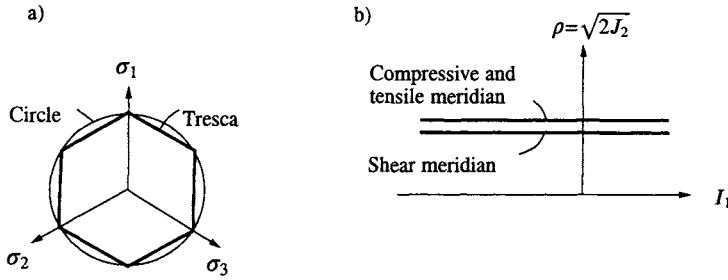 a)
σ₁
Circle
Tresca
σ₂
σ₃
b)
ρ=√2J₂
Compressive and
tensile meridian
Shear meridian
I₁